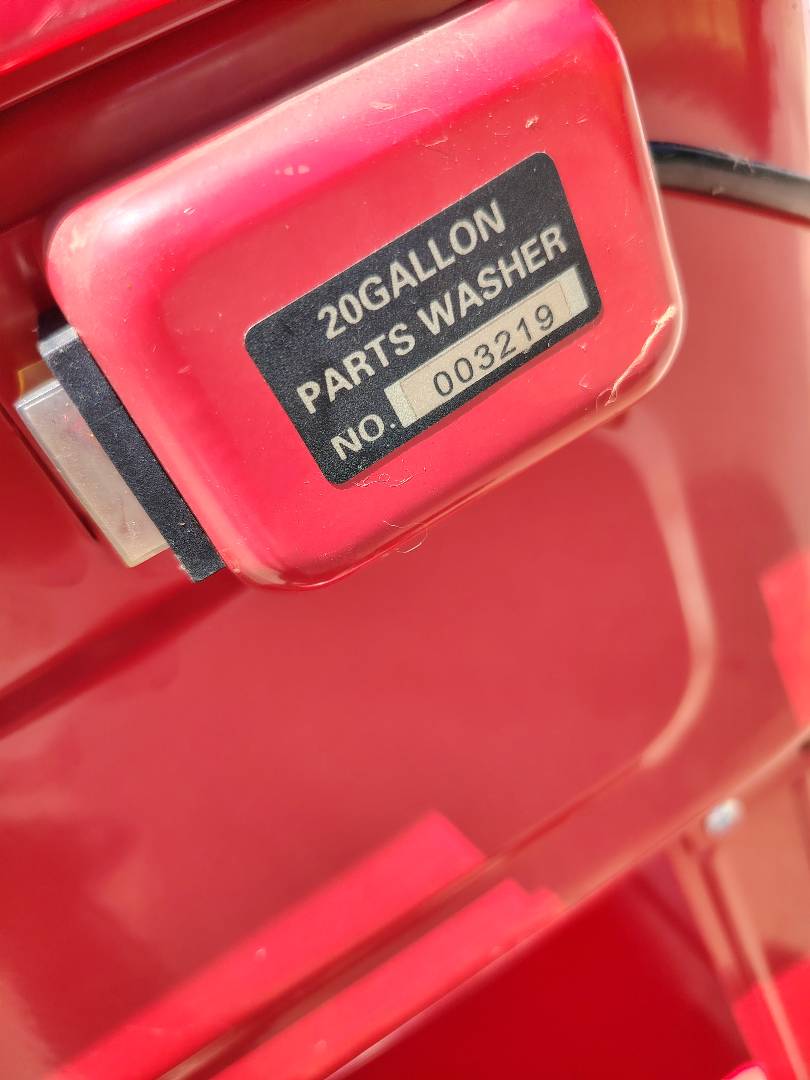 20GALLON
PARTS WASHER
NO. 003219